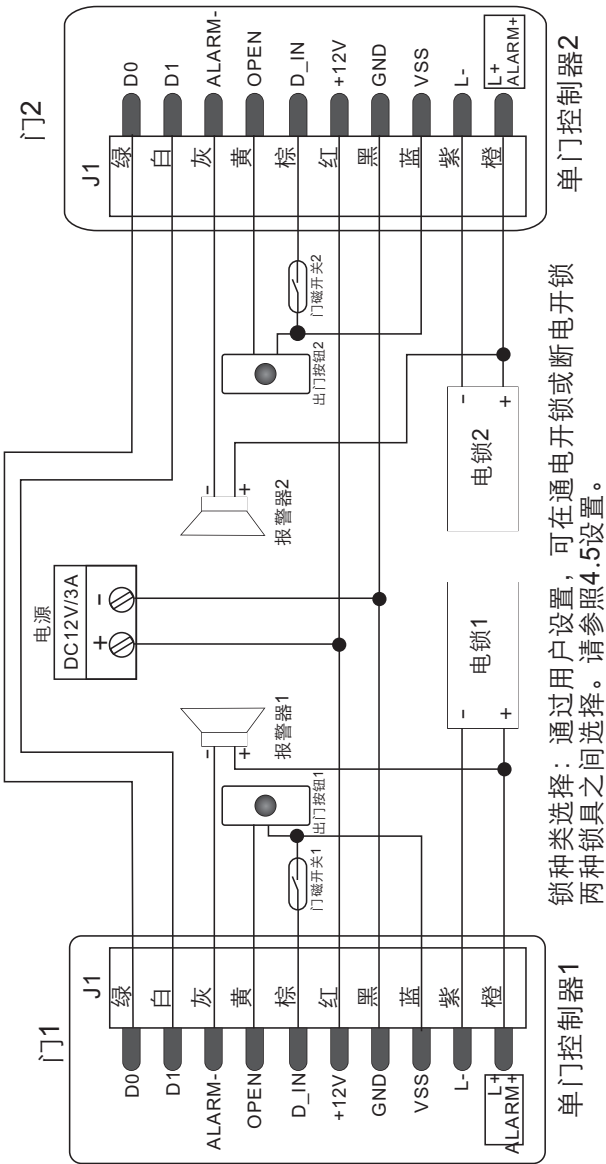 门1
J1
D0 绿
D1 白
ALARM- 灰
OPEN 黄
D_IN 棕
+12V 红
GND 黑
VSS 蓝
L- 紫
L+ 橙
ALARM+
单门控制器1
电源
DC12V/3A
+ -
报警器1
- +
出门按钮1
门磁开关1
电锁1
- +
报警器2
- +
出门按钮2
门磁开关2
电锁2
- +
门2
J1
绿 D0
白 D1
灰 ALARM-
黄 OPEN
棕 D_IN
红 +12V
黑 GND
蓝 VSS
紫 L-
橙 L+
ALARM+
单门控制器2
锁种类选择：通过用户设置，可在通电开锁或断电开锁
两种锁具之间选择。请参照4.5设置。